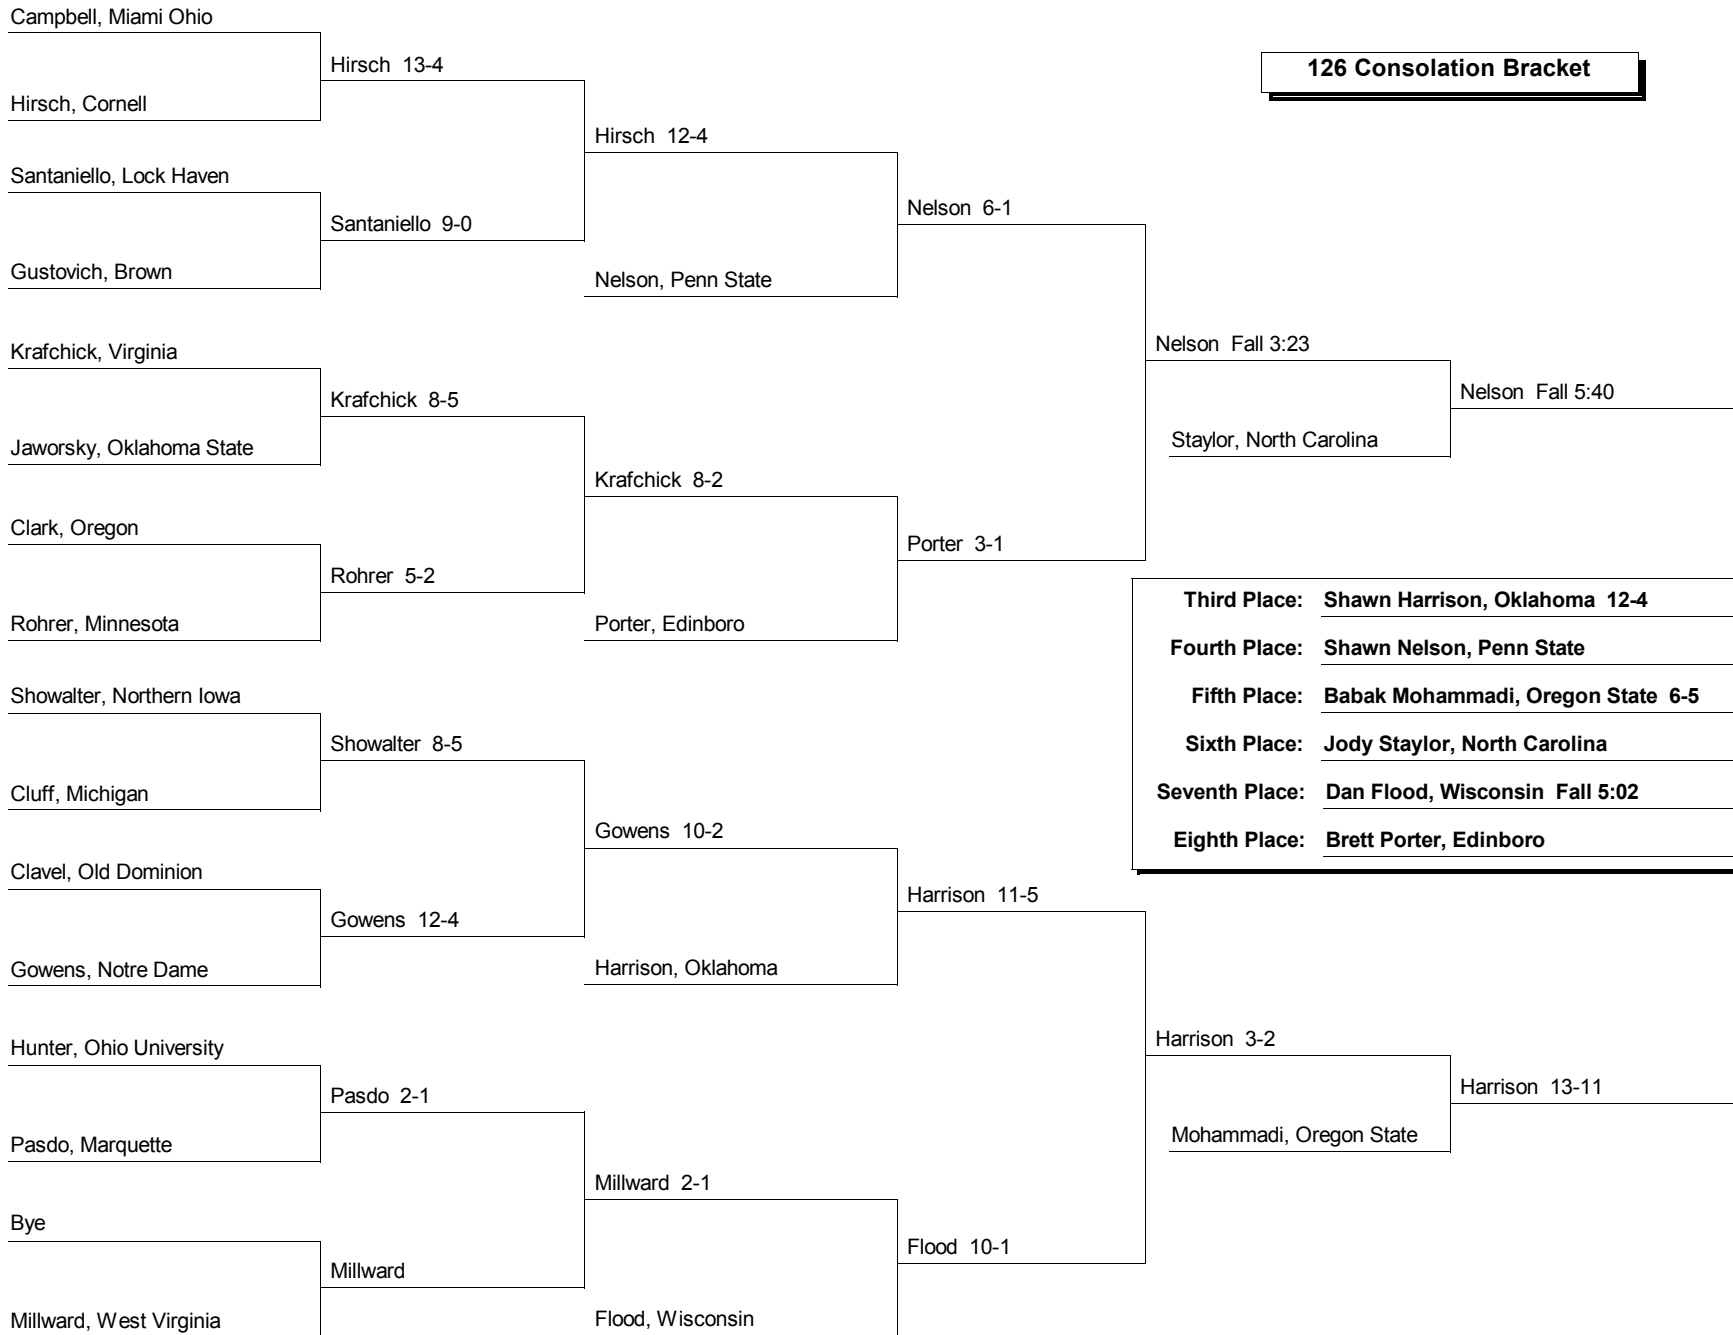 Campbell, Miami Ohio
Hirsch 13-4
126 Consolation Bracket
Hirsch, Cornell
Hirsch 12-4
Santaniello, Lock Haven
Nelson 6-1
Santaniello 9-0
Gustovich, Brown
Nelson, Penn State
Krafchick, Virginia
Nelson Fall 3:23
Krafchick 8-5
Nelson Fall 5:40
Jaworsky, Oklahoma State
Staylor, North Carolina
Krafchick 8-2
Clark, Oregon
Porter 3-1
Rohrer 5-2
Rohrer, Minnesota
Porter, Edinboro
Third Place: Shawn Harrison, Oklahoma 12-4
Fourth Place: Shawn Nelson, Penn State
Fifth Place: Babak Mohammadi, Oregon State 6-5
Sixth Place: Jody Staylor, North Carolina
Seventh Place: Dan Flood, Wisconsin Fall 5:02
Eighth Place: Brett Porter, Edinboro
Showalter, Northern Iowa
Showalter 8-5
Cluff, Michigan
Gowens 10-2
Clavel, Old Dominion
Harrison 11-5
Gowens 12-4
Gowens, Notre Dame
Harrison, Oklahoma
Hunter, Ohio University
Harrison 3-2
Pasdo 2-1
Harrison 13-11
Pasdo, Marquette
Mohammadi, Oregon State
Millward 2-1
Bye
Flood 10-1
Millward
Millward, West Virginia
Flood, Wisconsin